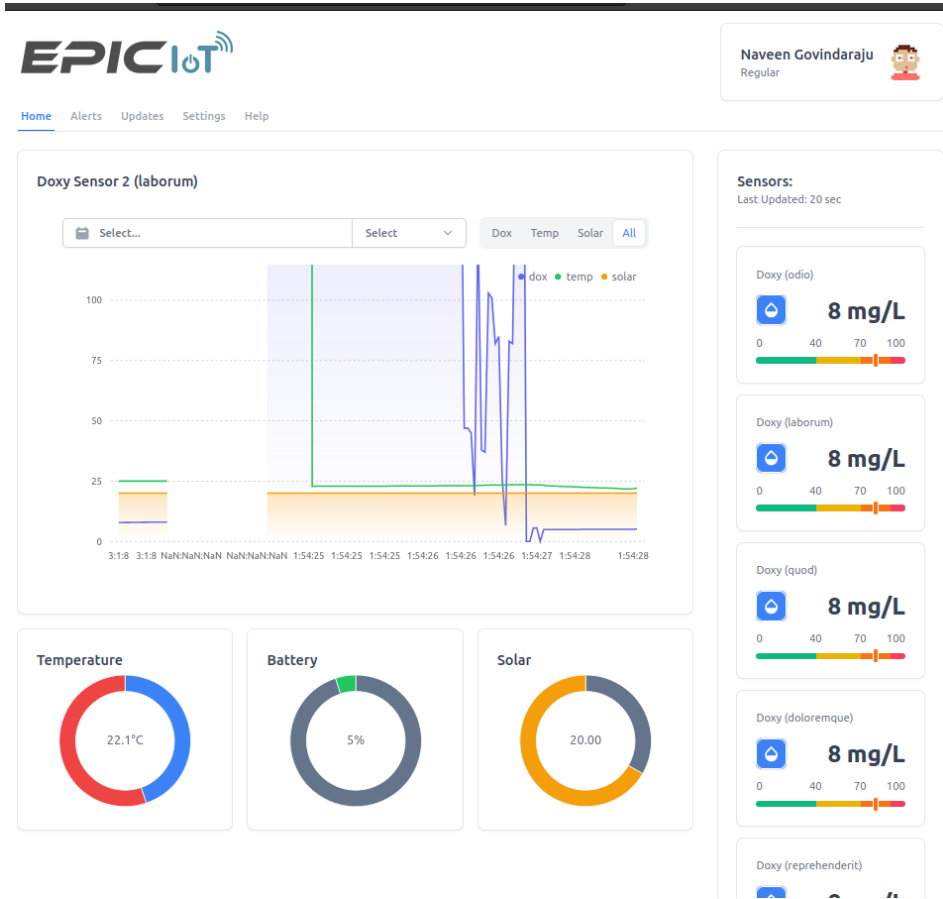 EPIC IoT
Naveen Govindaraju
Regular
Home Alerts Updates Settings Help
Doxy Sensor 2 (laborum)
Select... Select Dox Temp Solar All
dox temp solar
100
75
50
25
0
3:1:8 3:1:8 NaN:NaN:NaN NaN:NaN:NaN 1:54:25 1:54:25 1:54:25 1:54:26 1:54:26 1:54:26 1:54:27 1:54:28 1:54:28
Temperature
22.1°C
Battery
5%
Solar
20.00
Sensors:
Last Updated: 20 sec
Doxy (odio)
8 mg/L
0 40 70 100
Doxy (laborum)
8 mg/L
0 40 70 100
Doxy (quod)
8 mg/L
0 40 70 100
Doxy (doloremque)
8 mg/L
0 40 70 100
Doxy (reprehenderit)